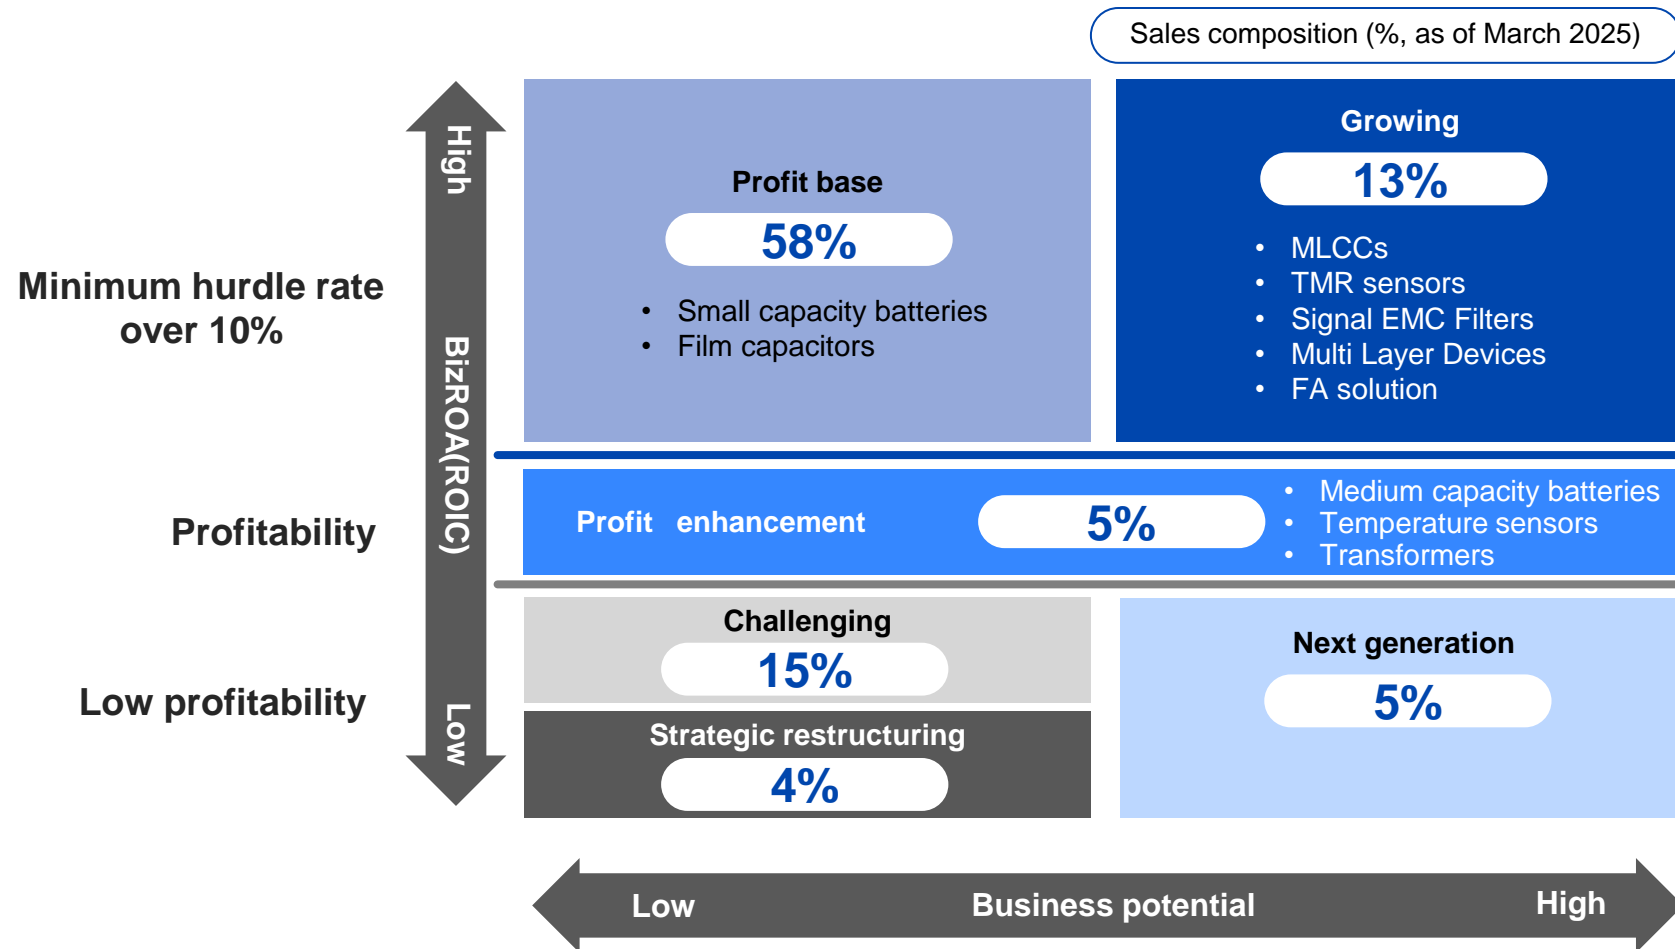 Sales composition (%, as of March 2025)
High
BizROA(ROIC)
Low
Minimum hurdle rate
over 10%
Profitability
Low profitability
Profit base
58%
• Small capacity batteries
• Film capacitors
Growing
13%
• MLCCs
• TMR sensors
• Signal EMC Filters
• Multi Layer Devices
• FA solution
Profit enhancement
5%
• Medium capacity batteries
• Temperature sensors
• Transformers
Challenging
15%
Strategic restructuring
4%
Next generation
5%
Low Business potential High